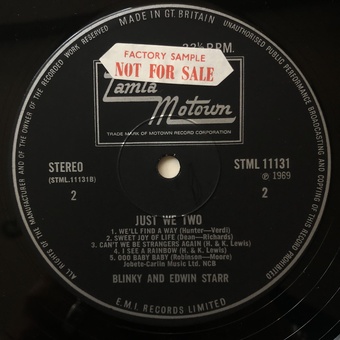 MADE IN GT. BRITAIN
UNAUTHORISED PUBLIC PERFORMANCE, BROADCASTING AND COPYING OF THIS RECORD PROHIBITED
ALL RIGHTS OF THE MANUFACTURER AND OF THE OWNER OF THE RECORDED WORK RESERVED
R.P.M.
FACTORY SAMPLE
NOT FOR SALE
Tamla
Motown
TRADE MARK OF MOTOWN RECORD CORPORATION
STEREO
(STML.11131B)
2
STML 11131
℗ 1969
2
JUST WE TWO
1. WE'LL FIND A WAY (Hunter—Verdi)
2. SWEET JOY OF LIFE (Dean—Richards)
3. CAN'T WE BE STRANGERS AGAIN (H. & K. Lewis)
4. I SEE A RAINBOW (H. & K. Lewis)
5. OOO BABY BABY (Robinson—Moore)
Jobete-Carlin Music Ltd. NCB
BLINKY AND EDWIN STARR
E.M.I. RECORDS LIMITED